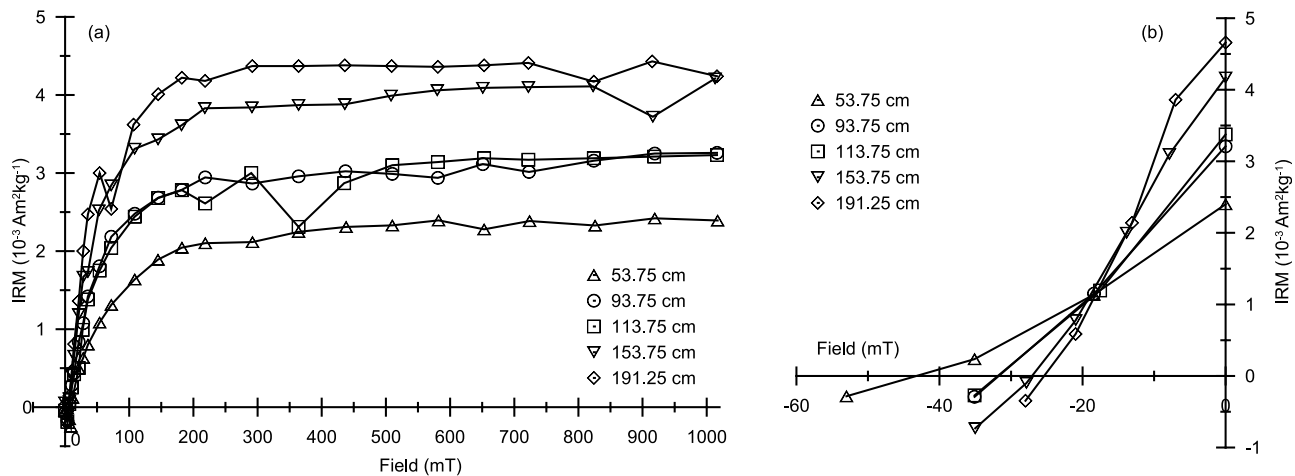 (a)
5
4
3
2
1
0
IRM (10⁻³ Am²kg⁻¹)
53.75 cm
93.75 cm
113.75 cm
153.75 cm
191.25 cm
0 100 200 300 400 500 600 700 800 900 1000
Field (mT)
(b)
5
4
3
2
1
0
-1
IRM (10⁻³ Am²kg⁻¹)
53.75 cm
93.75 cm
113.75 cm
153.75 cm
191.25 cm
Field (mT)
-60 -40 -20 0